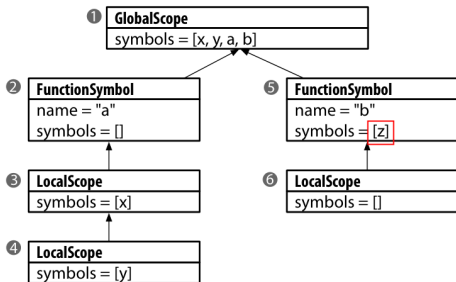 1 GlobalScope
symbols = [x, y, a, b]
2 FunctionSymbol
name = "a"
symbols = []
3 LocalScope
symbols = [x]
4 LocalScope
symbols = [y]
5 FunctionSymbol
name = "b"
symbols = [z]
6 LocalScope
symbols = []